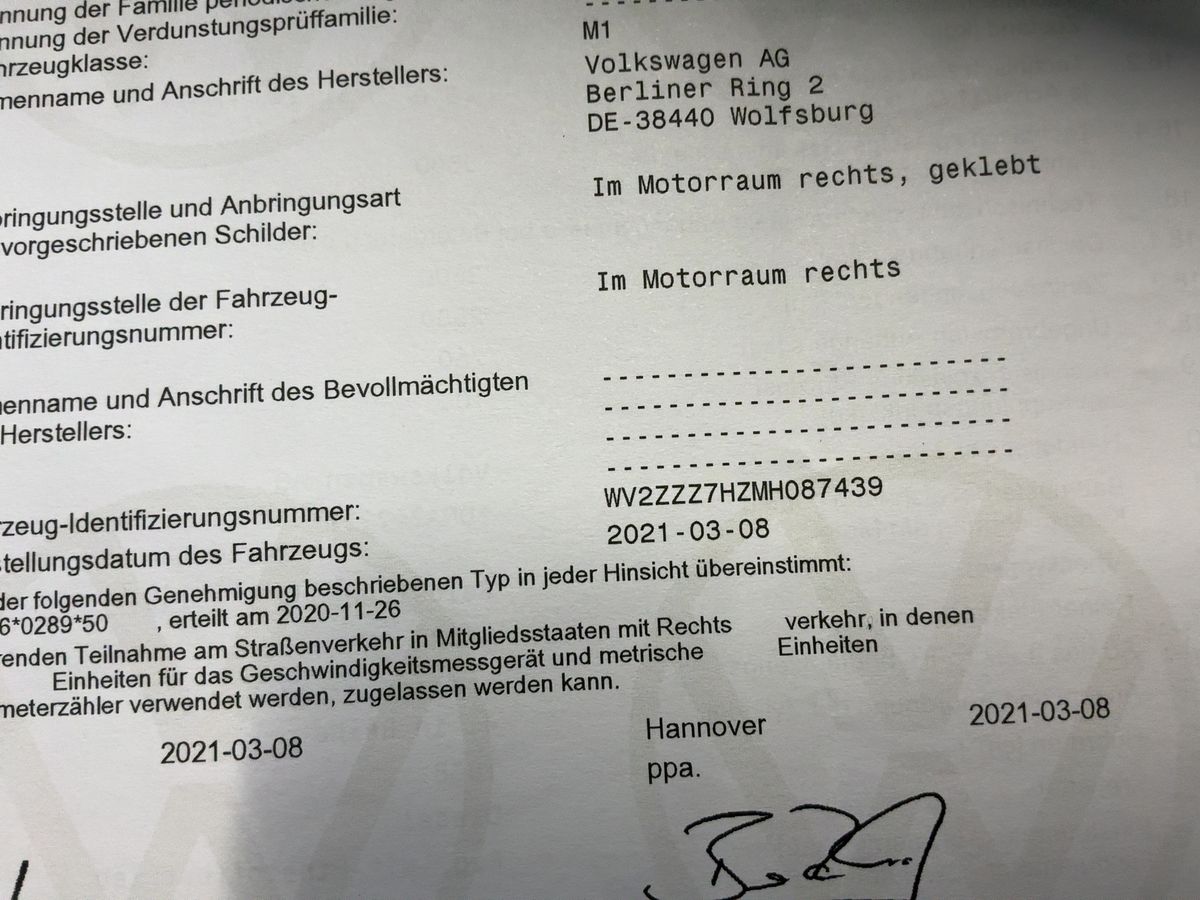 nnung der Familie
nnung der Verdunstungsprüffamilie:
hrzeugklasse: M1
menname und Anschrift des Herstellers: Volkswagen AG
Berliner Ring 2
DE-38440 Wolfsburg
bringungsstelle und Anbringungsart Im Motorraum rechts, geklebt
vorgeschriebenen Schilder:
ringungsstelle der Fahrzeug- Im Motorraum rechts
ntifizierungsnummer:
enname und Anschrift des Bevollmächtigten
Herstellers:
rzeug-Identifizierungsnummer: WV2ZZZ7HZMH087439
stellungsdatum des Fahrzeugs: 2021-03-08
der folgenden Genehmigung beschriebenen Typ in jeder Hinsicht übereinstimmt:
6*0289*50 , erteilt am 2020-11-26
renden Teilnahme am Straßenverkehr in Mitgliedsstaaten mit Rechts verkehr, in denen
Einheiten für das Geschwindigkeitsmessgerät und metrische Einheiten
meterzähler verwendet werden, zugelassen werden kann.
2021-03-08 Hannover 2021-03-08
ppa.